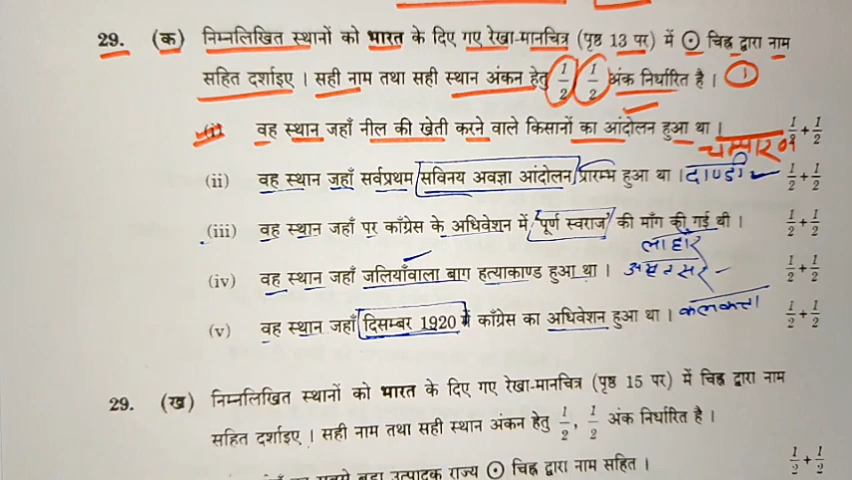 29. (क) निम्नलिखित स्थानों को भारत के दिए गए रेखा-मानचित्र (पृष्ठ 13 पर) में ⊙ चिह्न द्वारा नाम
सहित दर्शाइए । सही नाम तथा सही स्थान अंकन हेतु 1/2, 1/2 अंक निर्धारित है । 1
(i) वह स्थान जहाँ नील की खेती करने वाले किसानों का आंदोलन हुआ था । 1/2+1/2
(ii) वह स्थान जहाँ सर्वप्रथम सविनय अवज्ञा आंदोलन प्रारम्भ हुआ था । दाण्डी 1/2+1/2
(iii) वह स्थान जहाँ पर काँग्रेस के अधिवेशन में 'पूर्ण स्वराज' की माँग की गई थी । 1/2+1/2
लाहौर
(iv) वह स्थान जहाँ जलियाँवाला बाग हत्याकाण्ड हुआ था । अमृतसर 1/2+1/2
(v) वह स्थान जहाँ दिसम्बर 1920 में काँग्रेस का अधिवेशन हुआ था । कलकत्ता 1/2+1/2
29. (ख) निम्नलिखित स्थानों को भारत के दिए गए रेखा-मानचित्र (पृष्ठ 15 पर) में चिह्न द्वारा नाम
सहित दर्शाइए । सही नाम तथा सही स्थान अंकन हेतु 1/2, 1/2 अंक निर्धारित है ।
सबसे बड़ा उत्पादक राज्य ⊙ चिह्न द्वारा नाम सहित । 1/2+1/2